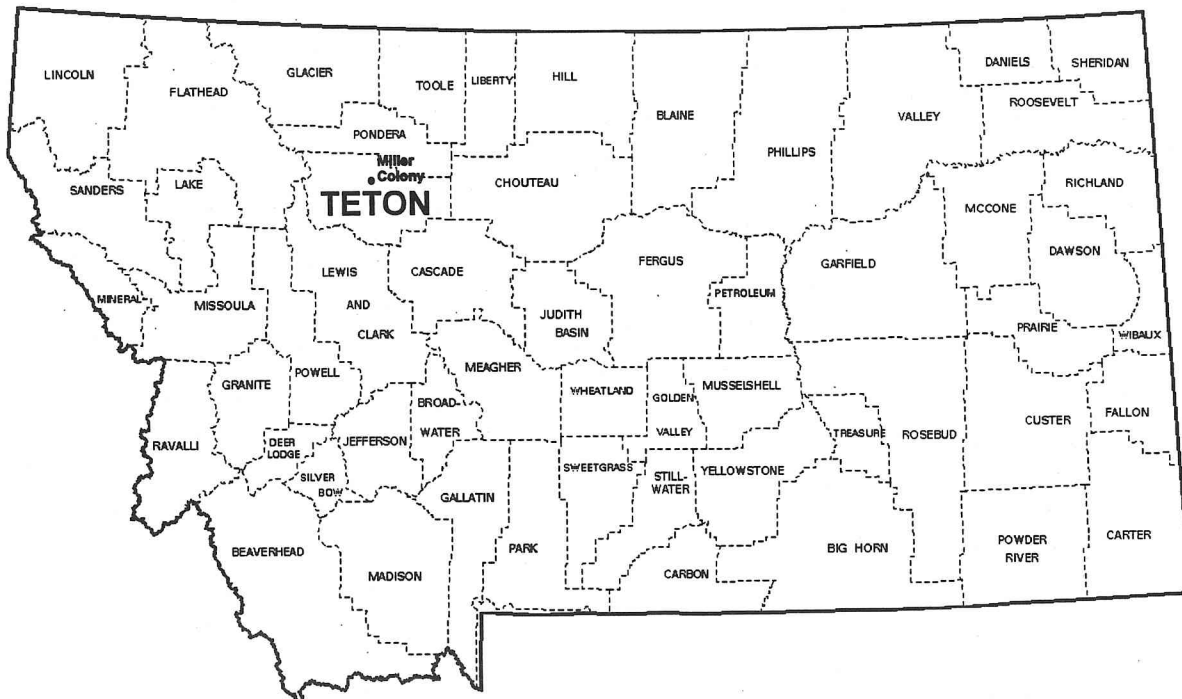 LINCOLN
FLATHEAD
GLACIER
TOOLE
LIBERTY
HILL
BLAINE
PHILLIPS
VALLEY
DANIELS
SHERIDAN
ROOSEVELT
PONDERA
Miller
Colony
TETON
CHOUTEAU
SANDERS
LAKE
RICHLAND
MCCONE
DAWSON
LEWIS
AND
CLARK
CASCADE
FERGUS
PETROLEUM
GARFIELD
MINERAL
MISSOULA
JUDITH
BASIN
PRAIRIE
WIBAUX
POWELL
GRANITE
MEAGHER
WHEATLAND
GOLDEN
VALLEY
MUSSELSHELL
BROAD
WATER
RAVALLI
DEER
LODGE
JEFFERSON
TREASURE
ROSEBUD
CUSTER
FALLON
SILVER
BOW
GALLATIN
SWEETGRASS
STILL-
WATER
YELLOWSTONE
BEAVERHEAD
MADISON
PARK
CARBON
BIG HORN
POWDER
RIVER
CARTER